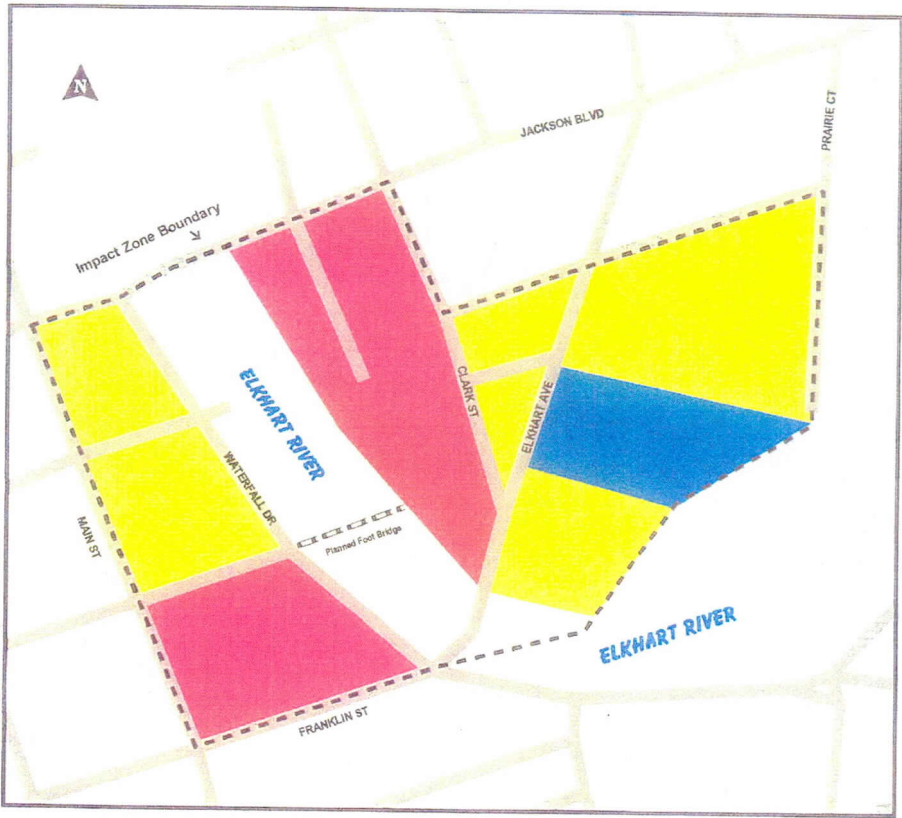 N
JACKSON BLVD
PRAIRIE CT
Impact Zone Boundary
ELKHART RIVER
CLARK ST
ELKHART AVE
WATERFALL DR
MAIN ST
Planned Foot Bridge
ELKHART RIVER
FRANKLIN ST